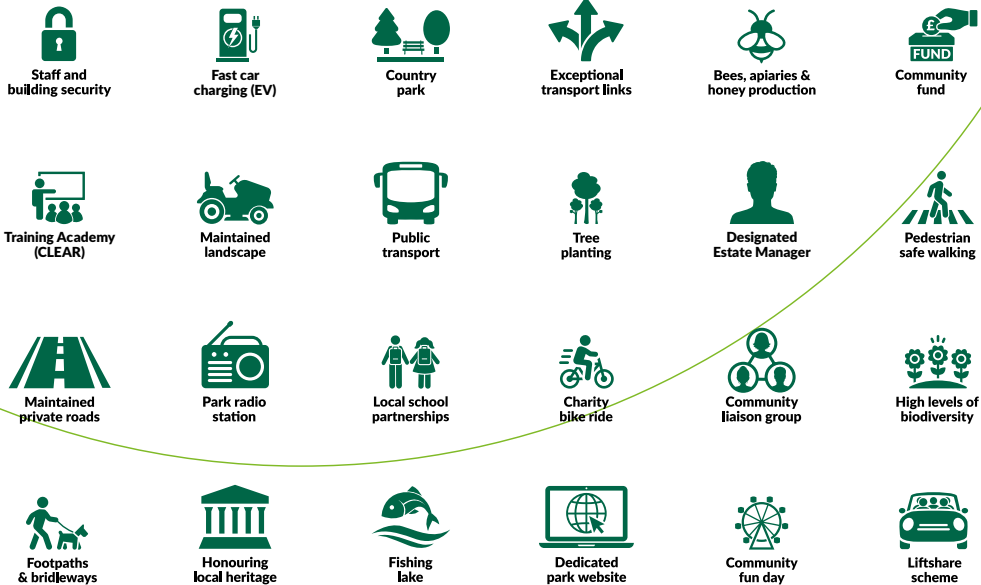 Staff and
building security
Fast car
charging (EV)
Country
park
Exceptional
transport links
Bees, apiaries &
honey production
£
FUND
Community
fund
Training Academy
(CLEAR)
Maintained
landscape
Public
transport
Tree
planting
Designated
Estate Manager
Pedestrian
safe walking
Maintained
private roads
Park radio
station
Local school
partnerships
Charity
bike ride
Community
liaison group
High levels of
biodiversity
Footpaths
& bridleways
Honouring
local heritage
Fishing
lake
Dedicated
park website
Community
fun day
Liftshare
scheme